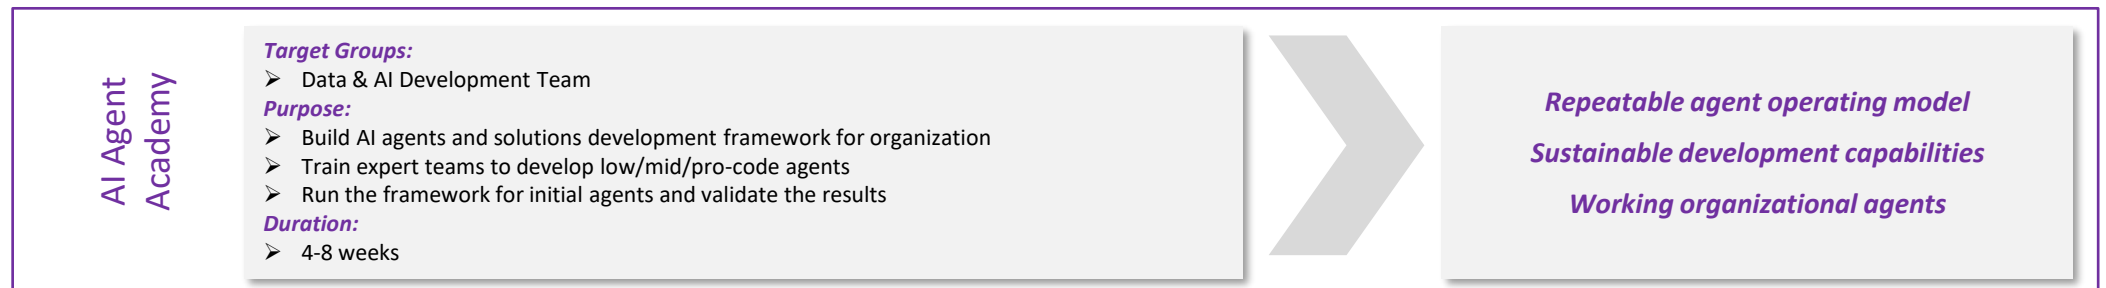 AI Agent
Academy
Target Groups:
➤ Data & AI Development Team
Purpose:
➤ Build AI agents and solutions development framework for organization
➤ Train expert teams to develop low/mid/pro-code agents
➤ Run the framework for initial agents and validate the results
Duration:
➤ 4-8 weeks
Repeatable agent operating model
Sustainable development capabilities
Working organizational agents